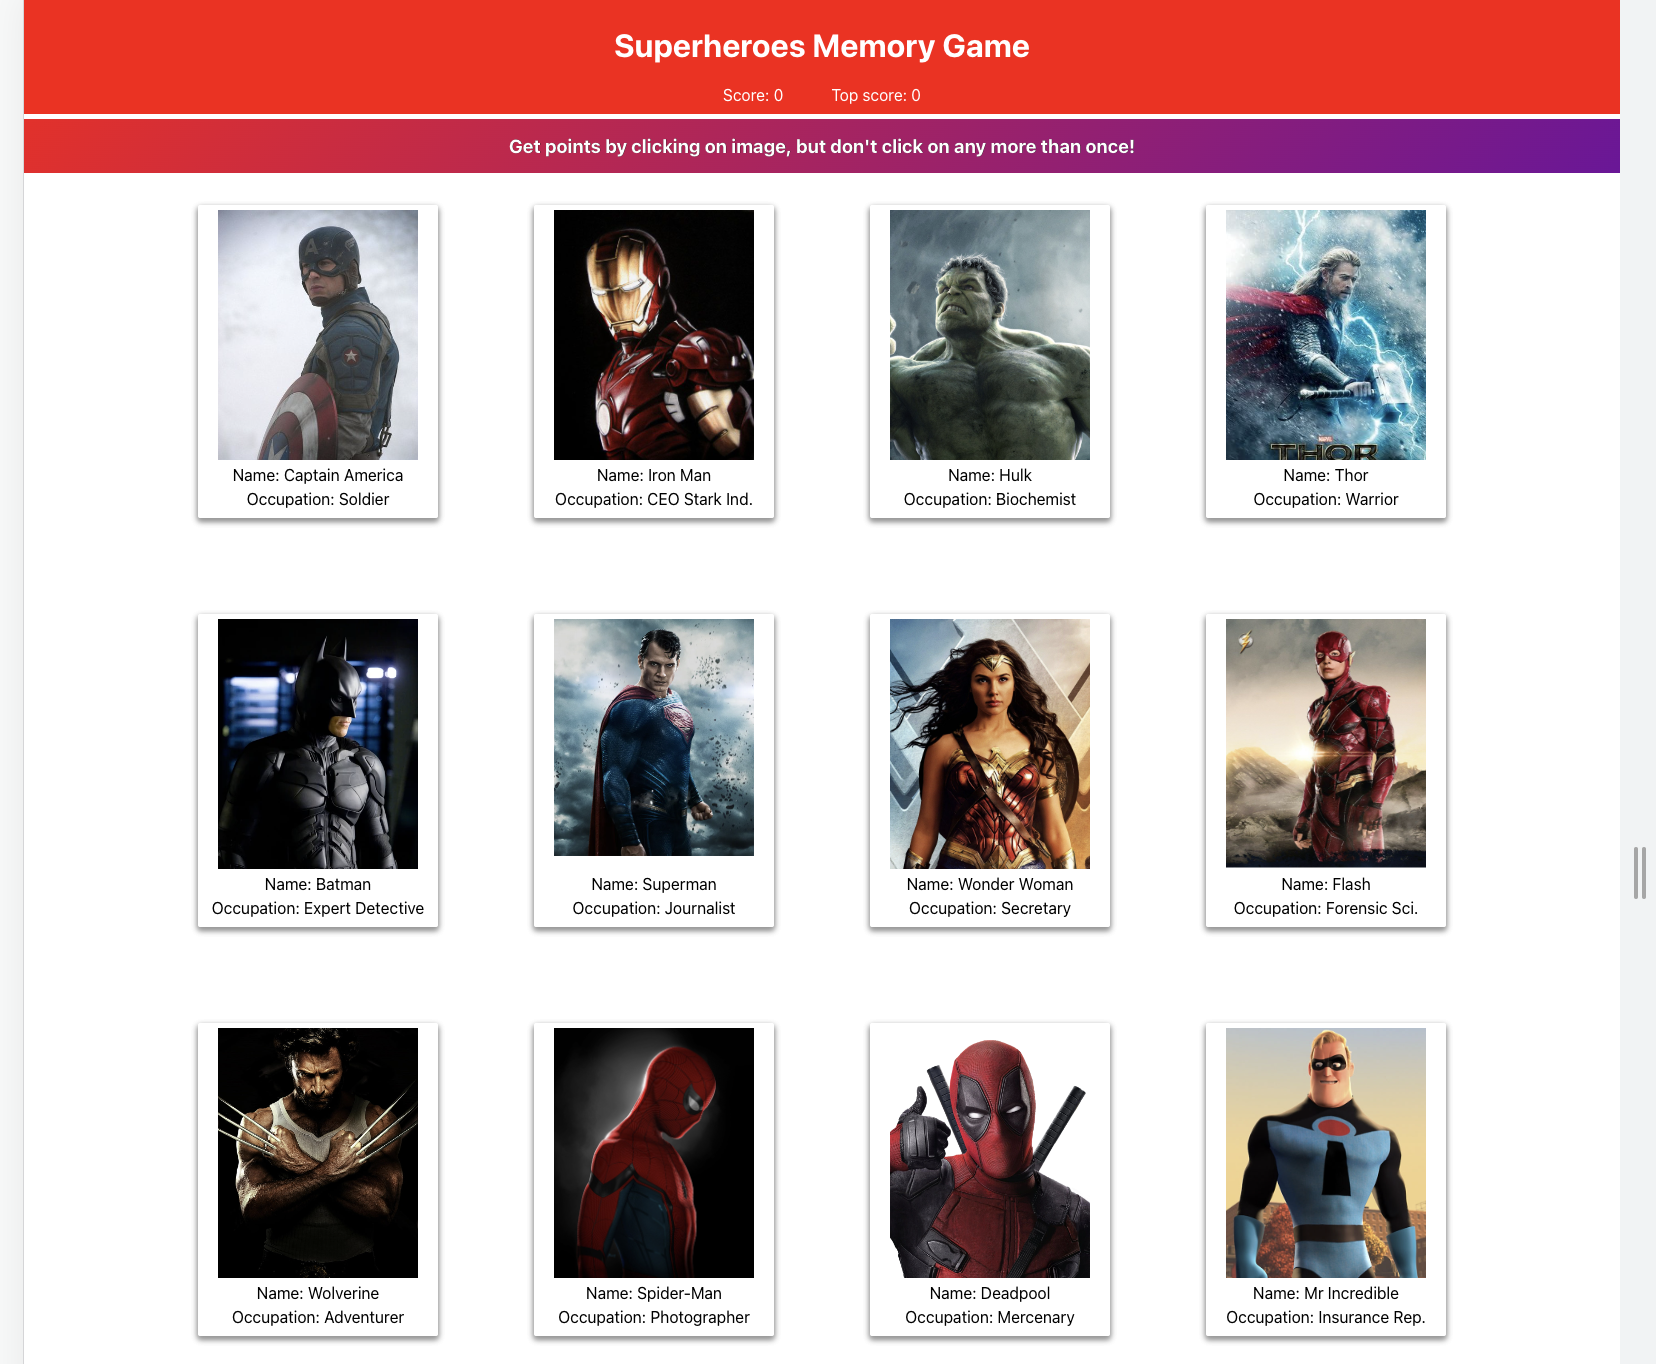 Superheroes Memory Game
Score: 0 Top score: 0
Get points by clicking on image, but don't click on any more than once!
A
MARVEL
THOR
Name: Captain America
Occupation: Soldier
Name: Iron Man
Occupation: CEO Stark Ind.
Name: Hulk
Occupation: Biochemist
Name: Thor
Occupation: Warrior
Name: Batman
Occupation: Expert Detective
Name: Superman
Occupation: Journalist
Name: Wonder Woman
Occupation: Secretary
Name: Flash
Occupation: Forensic Sci.
Name: Wolverine
Occupation: Adventurer
Name: Spider-Man
Occupation: Photographer
Name: Deadpool
Occupation: Mercenary
Name: Mr Incredible
Occupation: Insurance Rep.